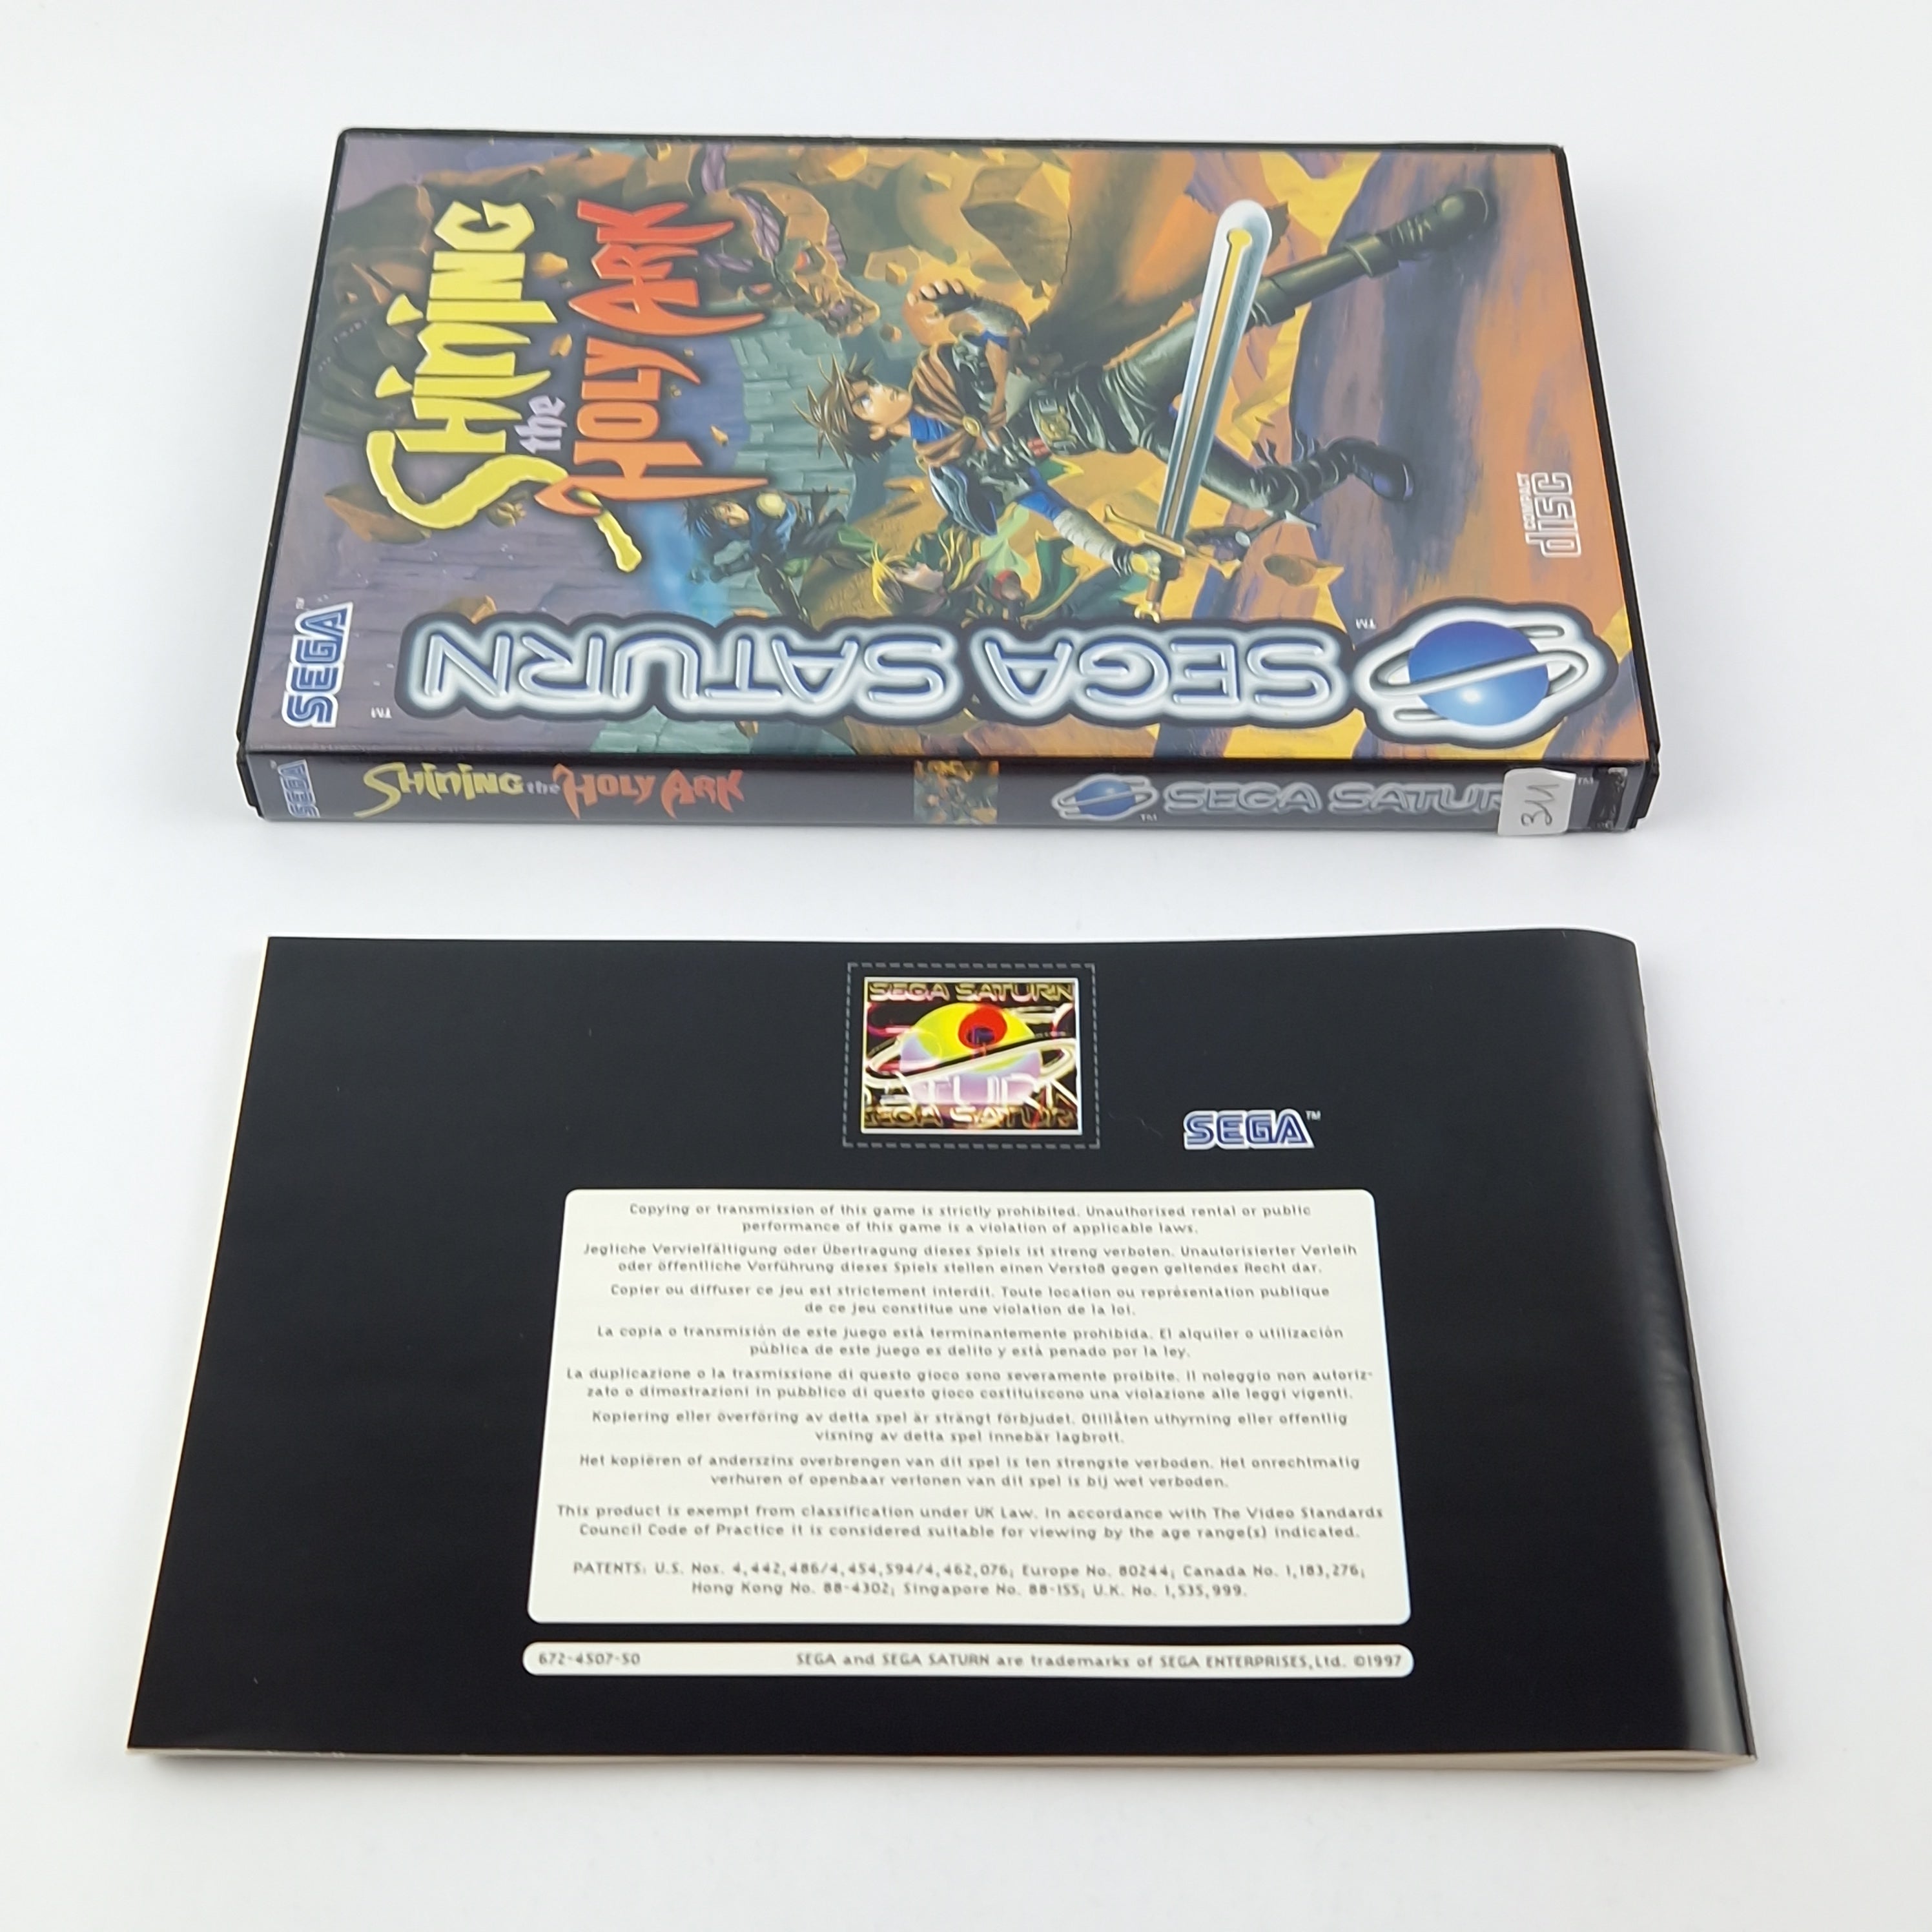 SHINING
the
HOLY ARK
COMPACT
disc
SEGA™
SEGA SATURN
™
™
SEGA™
SHINING the HOLY ARK
SEGA SATUR
™
™
3M
SEGA SATURN
SATURN
SEGA SATUR
SEGA™
Copying or transmission of this game is strictly prohibited. Unauthorised rental or public
performance of this game is a violation of applicable laws.
Jegliche Vervielfältigung oder Übertragung dieses Spiels ist streng verboten. Unautorisierter Verleih
oder öffentliche Vorführung dieses Spiels stellen einen Verstoß gegen geltendes Recht dar.
Copier ou diffuser ce jeu est strictement interdit. Toute location ou représentation publique
de ce jeu constitue une violation de la loi.
La copia o transmisión de este juego está terminantemente prohibida. El alquiler o utilización
pública de este juego es delito y está penado por la ley.
La duplicazione o la trasmissione di questo gioco sono severamente proibite. Il noleggio non autoriz-
zato o dimostrazioni in pubblico di questo gioco costituiscono una violazione alle leggi vigenti.
Kopiering eller överföring av detta spel är strängt förbjudet. Otillåten uthyrning eller offentlig
visning av detta spel innebär lagbrott.
Het kopiëren of anderszins overbrengen van dit spel is ten strengste verboden. Het onrechtmatig
verhuren of openbaar vertonen van dit spel is bij wet verboden.
This product is exempt from classification under UK Law. In accordance with The Video Standards
Council Code of Practice it is considered suitable for viewing by the age range(s) indicated.
PATENTS: U.S. Nos. 4,442,486/4,454,594/4,462,076; Europe No. 80244; Canada No. 1,183,276;
Hong Kong No. 88-4302; Singapore No. 88-155; U.K. No. 1,535,999.
672-4507-50 SEGA and SEGA SATURN are trademarks of SEGA ENTERPRISES,Ltd. ©1997